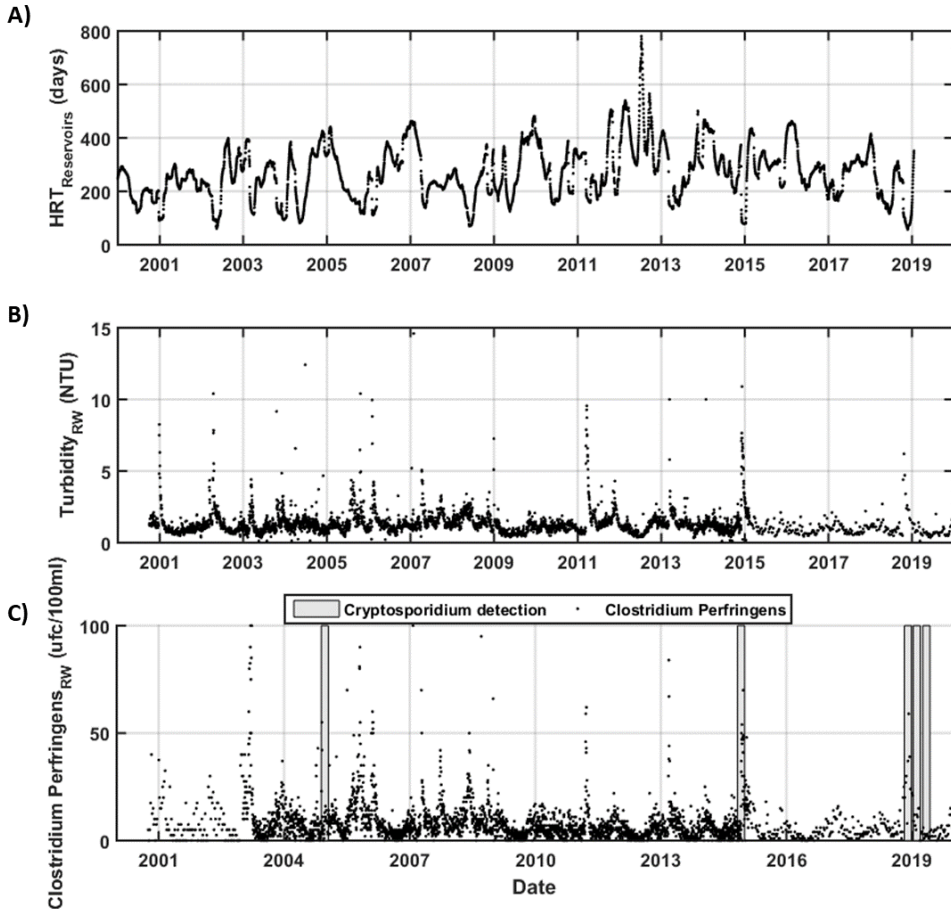 A)
HRT Reservoirs (days)
800
600
400
200
0
2001 2003 2005 2007 2009 2011 2013 2015 2017 2019
B)
Turbidity RW (NTU)
15
10
5
0
2001 2003 2005 2007 2009 2011 2013 2015 2017 2019
C)
Clostridium Perfringens RW (ufc/100ml)
Cryptosporidium detection Clostridium Perfringens
100
50
0
2001 2004 2007 2010 2013 2016 2019
Date